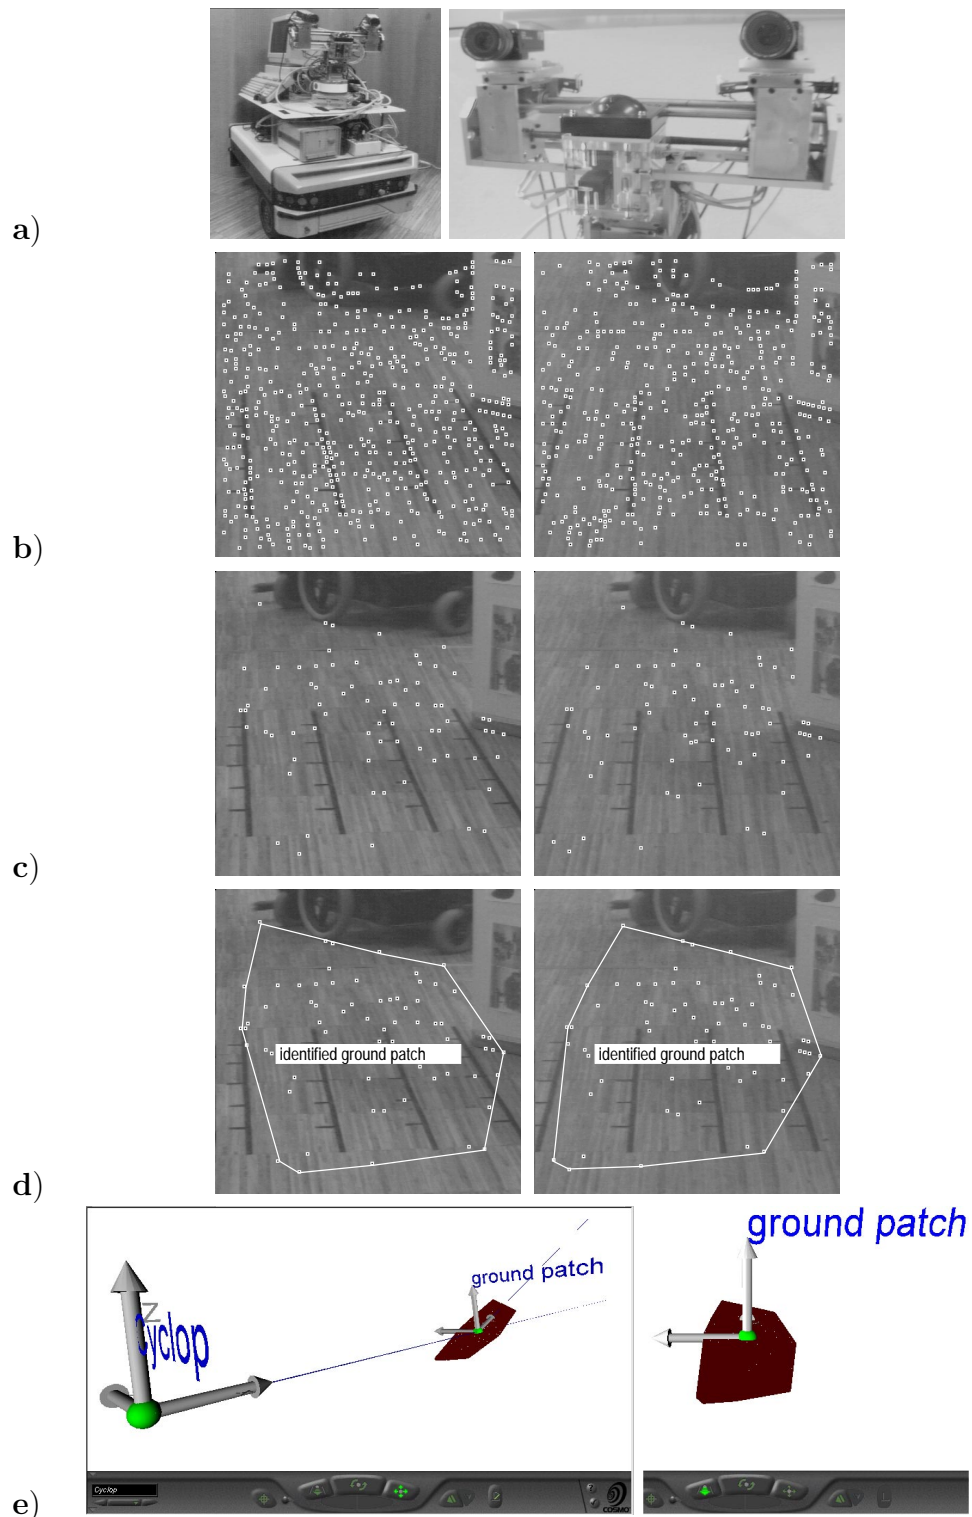 a)
b)
c)
identified ground patch
identified ground patch
d)
ground patch
ground patch
Z
Cyclop
Cyclop
COSMO
e)